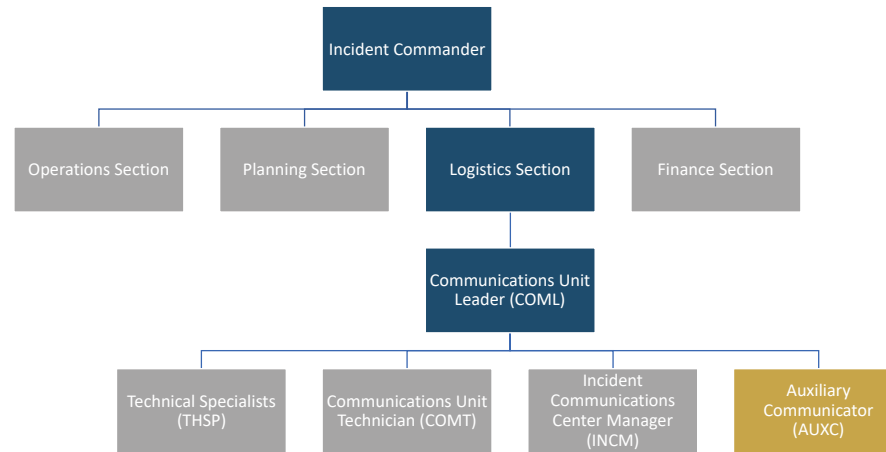 Incident Commander
Operations Section
Planning Section
Logistics Section
Finance Section
Communications Unit
Leader (COML)
Technical Specialists
(THSP)
Communications Unit
Technician (COMT)
Incident
Communications
Center Manager
(INCM)
Auxiliary
Communicator
(AUXC)